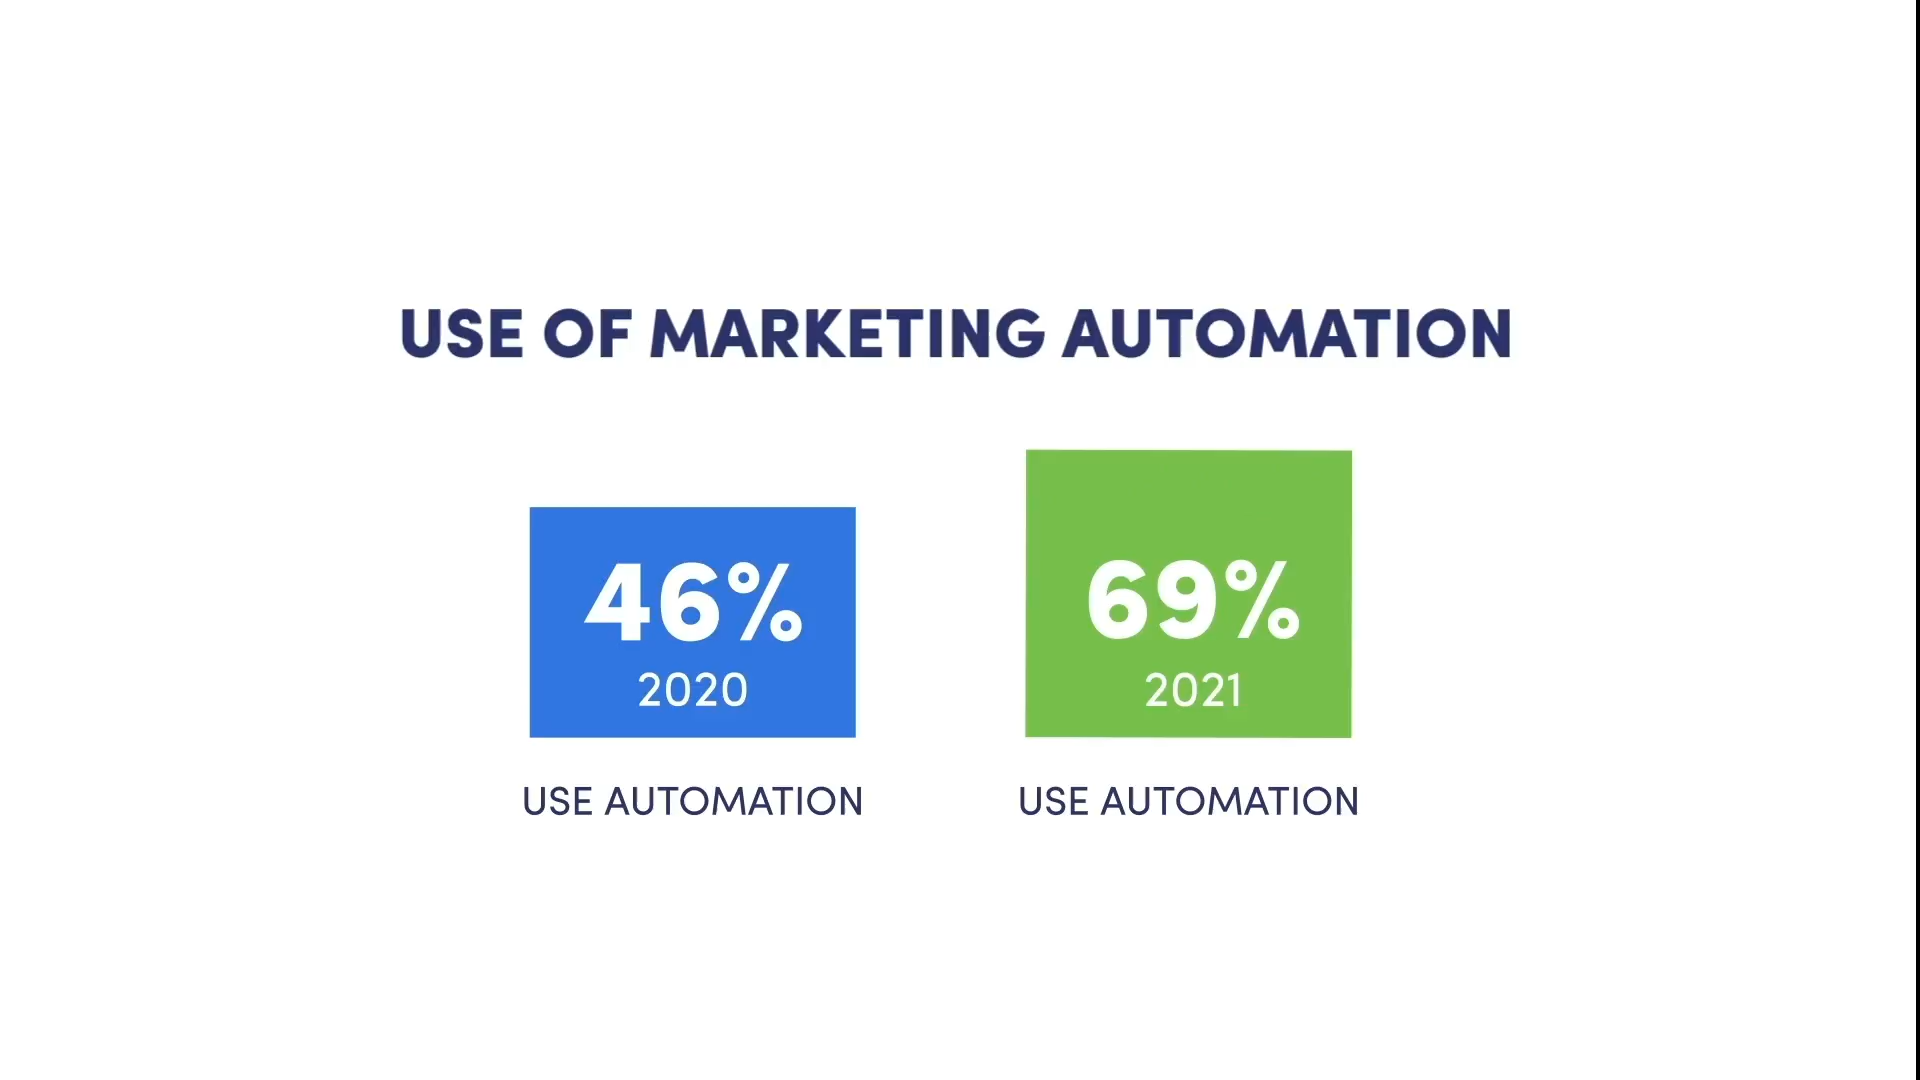 USE OF MARKETING AUTOMATION
46%
2020
USE AUTOMATION
69%
2021
USE AUTOMATION